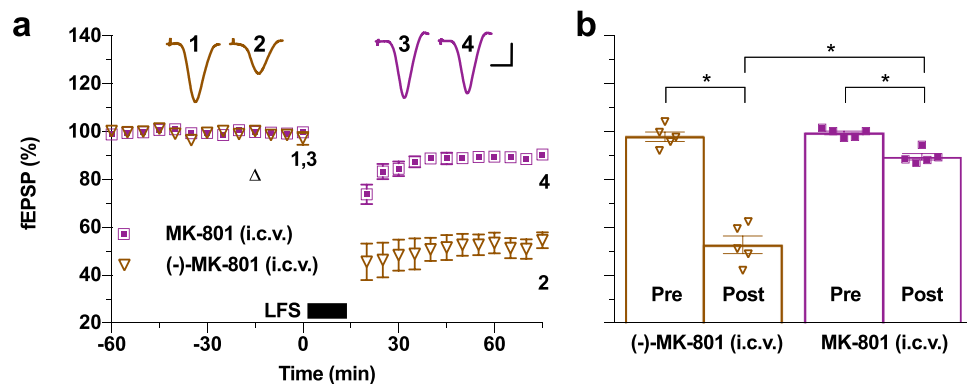 a
b
140
120
100
80
60
40
20
fEPSP (%)
1
2
3
4
1,3
Δ
4
2
MK-801 (i.c.v.)
(-)-MK-801 (i.c.v.)
LFS
-60
-30
0
30
60
Time (min)
*
*
*
Pre
Post
Pre
Post
(-)-MK-801 (i.c.v.)
MK-801 (i.c.v.)